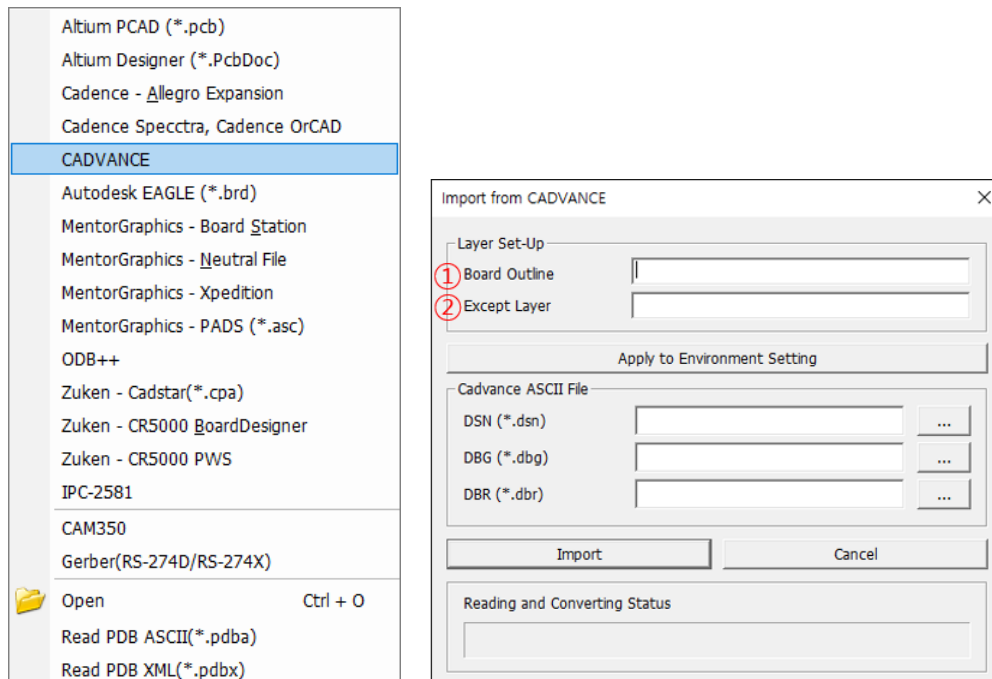 Altium PCAD (*.pcb)
Altium Designer (*.PcbDoc)
Cadence - Allegro Expansion
Cadence Specctra, Cadence OrCAD
CADVANCE
Autodesk EAGLE (*.brd)
MentorGraphics - Board Station
MentorGraphics - Neutral File
MentorGraphics - Xpedition
MentorGraphics - PADS (*.asc)
ODB++
Zuken - Cadstar(*.cpa)
Zuken - CR5000 BoardDesigner
Zuken - CR5000 PWS
IPC-2581
CAM350
Gerber(RS-274D/RS-274X)
Open Ctrl + O
Read PDB ASCII(*.pdba)
Read PDB XML(*.pdbx)
Import from CADVANCE
Layer Set-Up
① Board Outline
② Except Layer
Apply to Environment Setting
Cadvance ASCII File
DSN (*.dsn) ...
DBG (*.dbg) ...
DBR (*.dbr) ...
Import Cancel
Reading and Converting Status